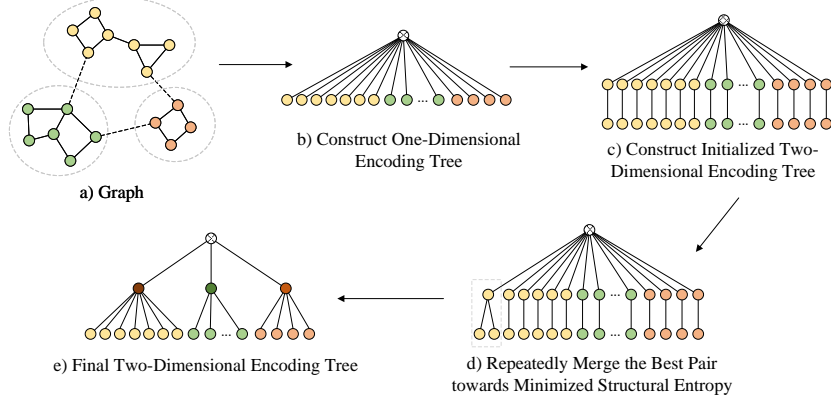 a) Graph
b) Construct One-Dimensional
Encoding Tree
c) Construct Initialized Two-
Dimensional Encoding Tree
d) Repeatedly Merge the Best Pair
towards Minimized Structural Entropy
e) Final Two-Dimensional Encoding Tree